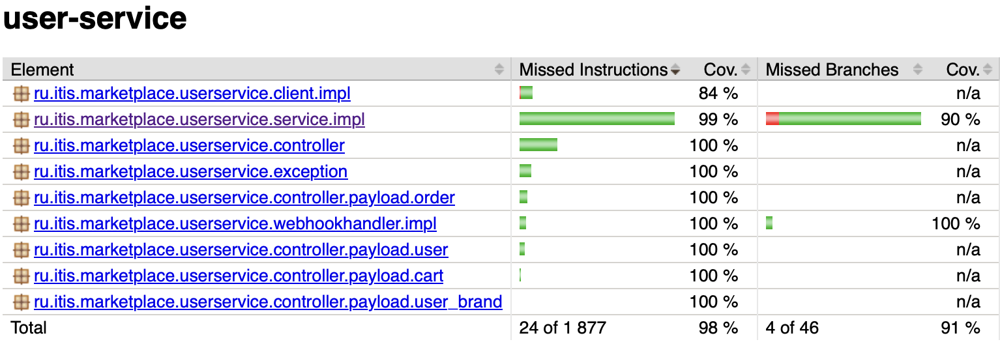 user-service
Element Missed Instructions Cov. Missed Branches Cov.
ru.itis.marketplace.userservice.client.impl 84 % n/a
ru.itis.marketplace.userservice.service.impl 99 % 90 %
ru.itis.marketplace.userservice.controller 100 % n/a
ru.itis.marketplace.userservice.exception 100 % n/a
ru.itis.marketplace.userservice.controller.payload.order 100 % n/a
ru.itis.marketplace.userservice.webhookhandler.impl 100 % 100 %
ru.itis.marketplace.userservice.controller.payload.user 100 % n/a
ru.itis.marketplace.userservice.controller.payload.cart 100 % n/a
ru.itis.marketplace.userservice.controller.payload.user_brand 100 % n/a
Total 24 of 1 877 98 % 4 of 46 91 %